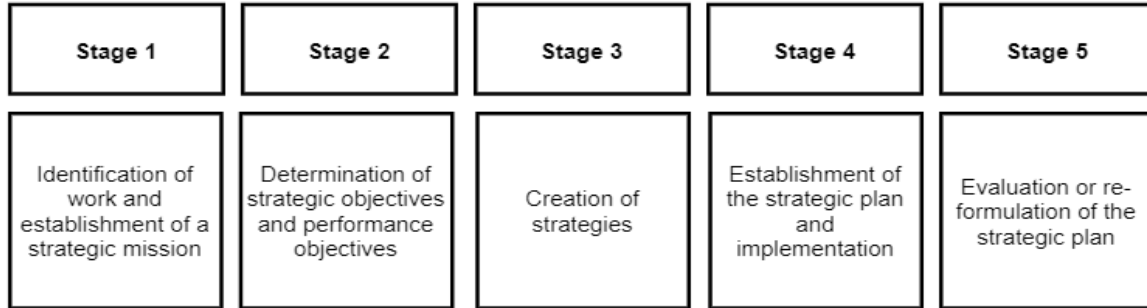 Stage 1
Stage 2
Stage 3
Stage 4
Stage 5
Identification of
work and
establishment of a
strategic mission
Determination of
strategic objectives
and performance
objectives
Creation of
strategies
Establishment of
the strategic plan
and
implementation
Evaluation or re-
formulation of the
strategic plan